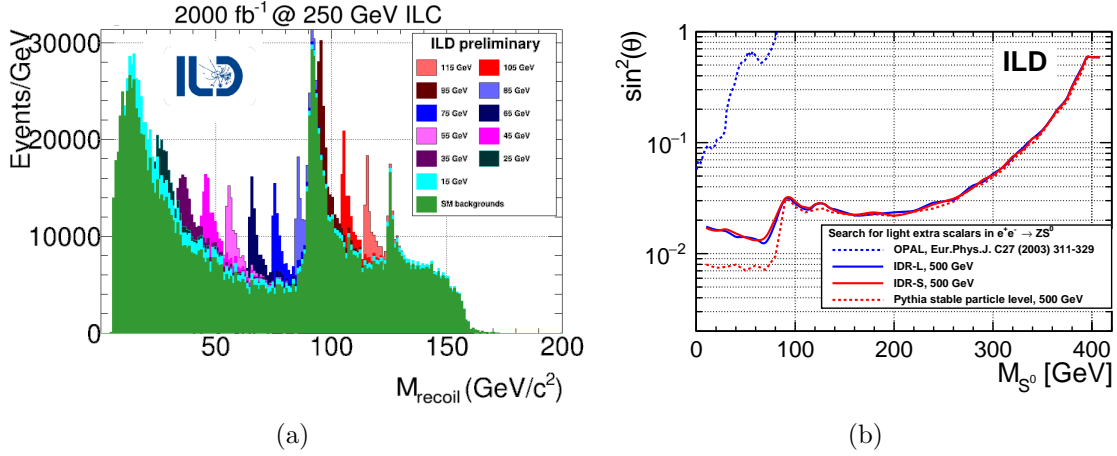 2000 fb⁻¹ @ 250 GeV ILC
Events/GeV
30000
20000
10000
0
50
100
150
200
M_recoil (GeV/c²)
ILD
ILD preliminary
115 GeV
105 GeV
95 GeV
85 GeV
75 GeV
65 GeV
55 GeV
45 GeV
35 GeV
25 GeV
15 GeV
SM backgrounds
(a)
sin²(θ)
1
10⁻¹
10⁻²
0
100
200
300
400
M_S⁰ [GeV]
ILD
Search for light extra scalars in e⁺e⁻ → ZS⁰
OPAL, Eur.Phys.J. C27 (2003) 311-329
IDR-L, 500 GeV
IDR-S, 500 GeV
Pythia stable particle level, 500 GeV
(b)